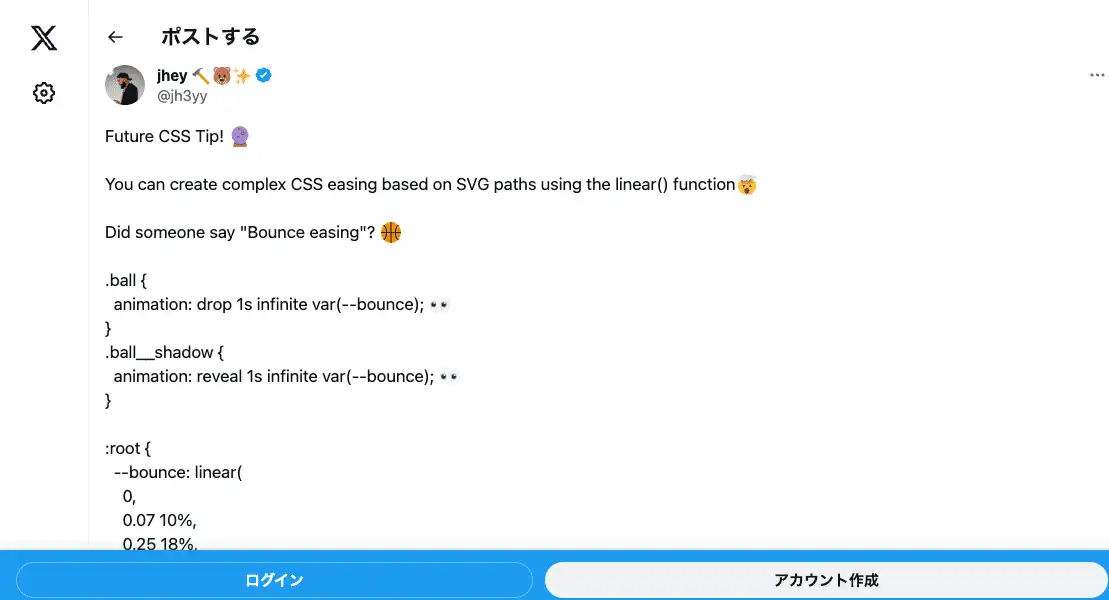 ポストする
jhey 🔨🐻✨
@jh3yy
Future CSS Tip! 🔮
You can create complex CSS easing based on SVG paths using the linear() function🤯
Did someone say "Bounce easing"? 🏀
.ball {
animation: drop 1s infinite var(--bounce); 👀
}
.ball__shadow {
animation: reveal 1s infinite var(--bounce); 👀
}
:root {
--bounce: linear(
0,
0.07 10%,
0.25 18%,
ログイン
アカウント作成